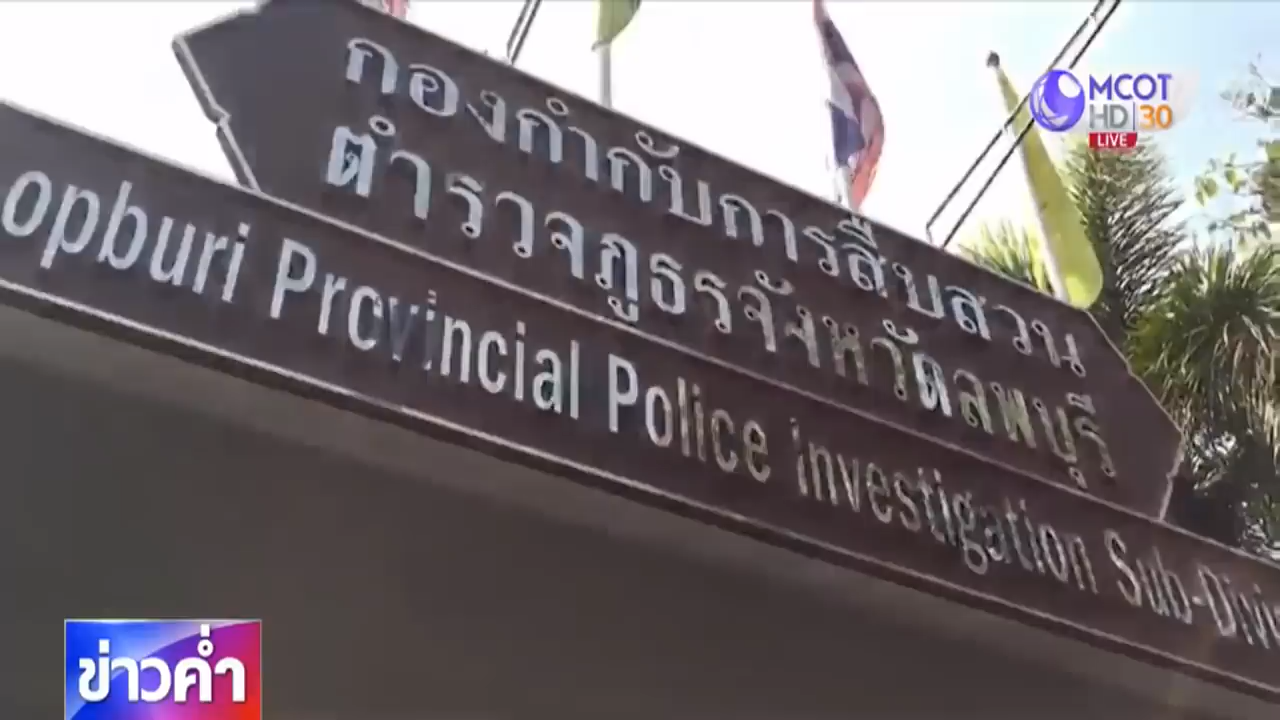 MCOT
HD 30
LIVE
กองกำกับการสืบสวน
ตำรวจภูธรจังหวัดลพบุรี
opburi Provincial Police Investigation Sub-Divi
ข่าวค่ำ